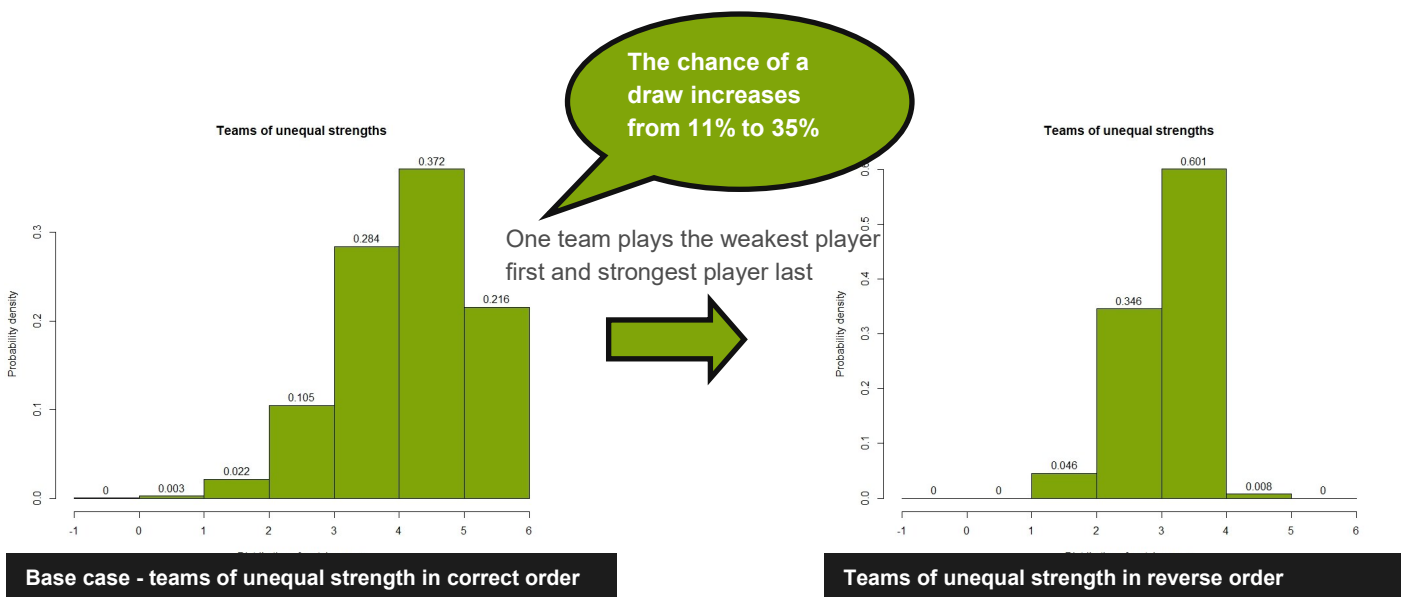 The chance of a
draw increases
from 11% to 35%
Teams of unequal strengths
0.372
0.284
0.216
0.105
0.022
0.003
0
0.3
0.2
0.1
0.0
Probability density
-1 0 1 2 3 4 5 6
Base case - teams of unequal strength in correct order
One team plays the weakest player
first and strongest player last
Teams of unequal strengths
0.601
0.346
0.046
0.008
0 0 0
0.5
0.4
0.3
0.2
0.1
0.0
Probability density
-1 0 1 2 3 4 5 6
Teams of unequal strength in reverse order